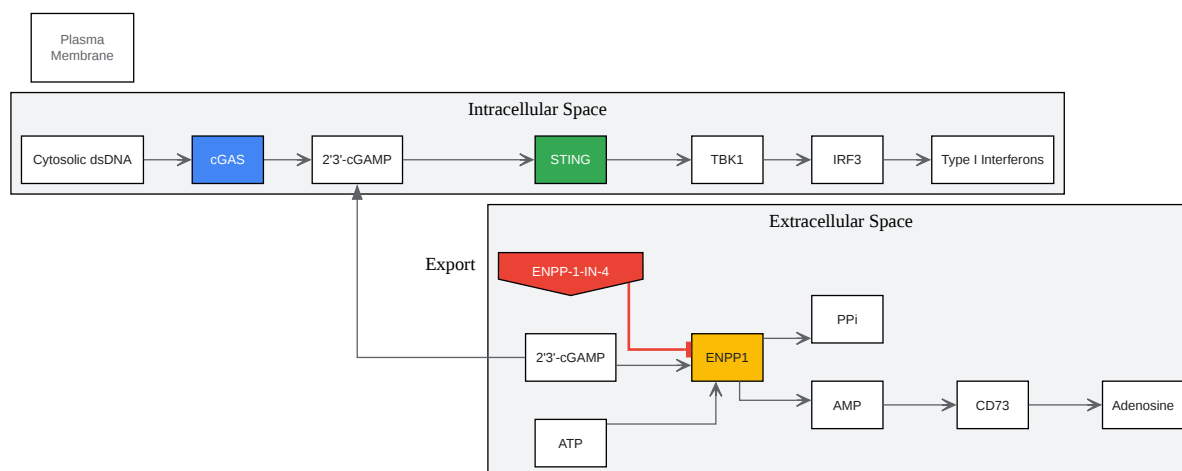 Plasma
Membrane
Intracellular Space
Cytosolic dsDNA
cGAS
2'3'-cGAMP
STING
TBK1
IRF3
Type I Interferons
Extracellular Space
Export
ENPP-1-IN-4
PPi
2'3'-cGAMP
ENPP1
AMP
CD73
Adenosine
ATP